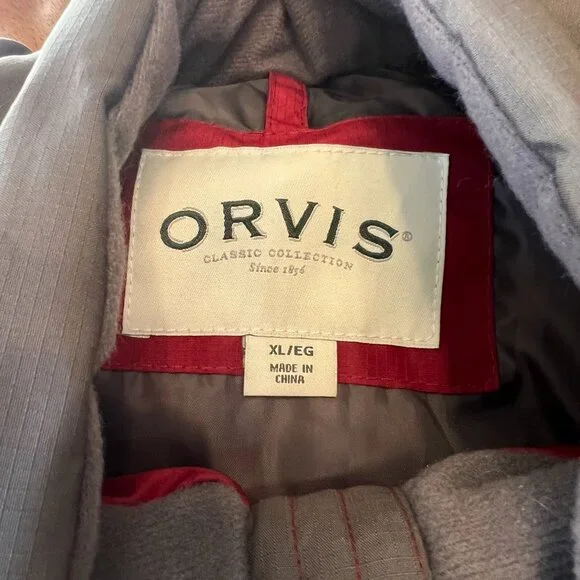 ORVIS®
CLASSIC COLLECTION
Since 1856
XL/EG
MADE IN
CHINA